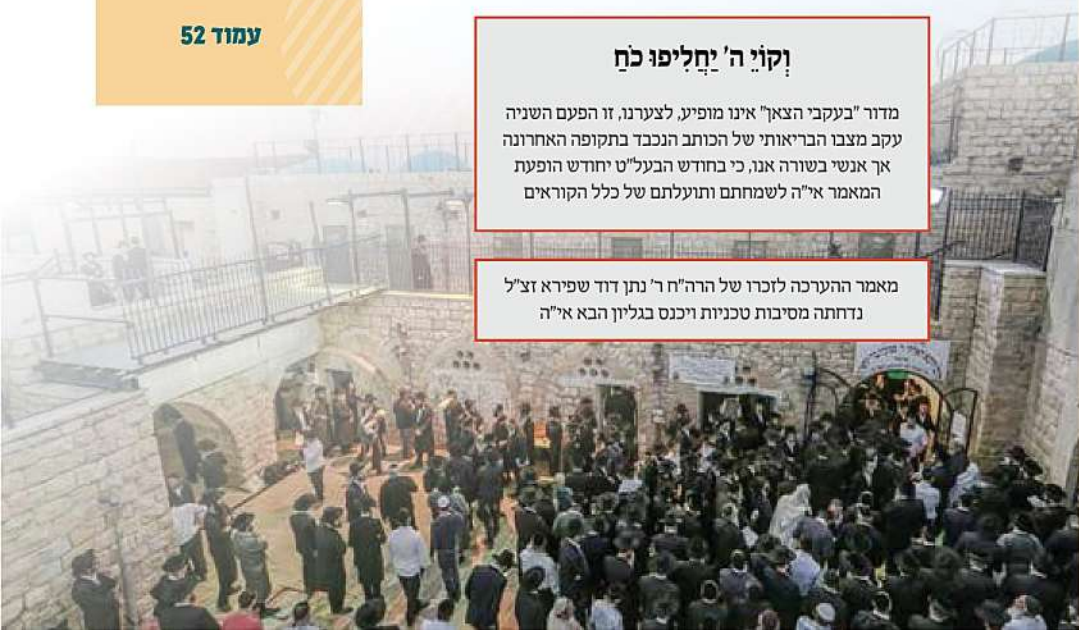 עמוד 52
וְקוֹיֵ ה' יַחֲלִיפוּ כֹחַ
מדור "בעקבי הצאן" אינו מופיע, לצערנו, זו הפעם השניה
עקב מצבו הבריאותי של הכותב הנכבד בתקופה האחרונה
אך אנשי בשורה אנו, כי בחודש הבעל"ט יחודש הופעת
המאמר אי"ה לשמחתם ותועלתם של כלל הקוראים
מאמר ההערכה לזכרו של הרה"ח ר' נתן דוד שפירא זצ"ל
נדחתה מסיבות טכניות ויכנס בגליון הבא אי"ה